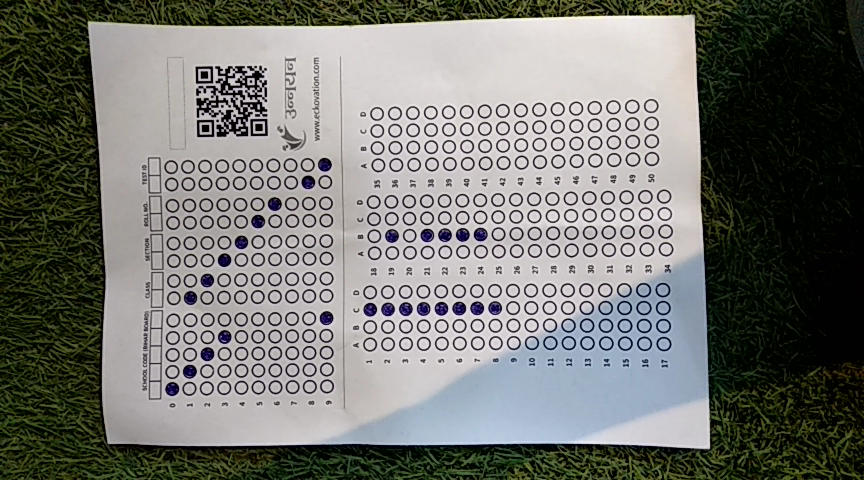 SCHOOL CODE (BIHAR BOARD) CLASS SECTION ROLL NO. TEST ID
0
1
2
3
4
5
6
7
8
9
उन्नयन
www.eckovation.com
A B C D A B C D A B C D
1 18 35
2 19 36
3 20 37
4 21 38
5 22 39
6 23 40
7 24 41
8 25 42
9 26 43
10 27 44
11 28 45
12 29 46
13 30 47
14 31 48
15 32 49
16 33 50
17 34